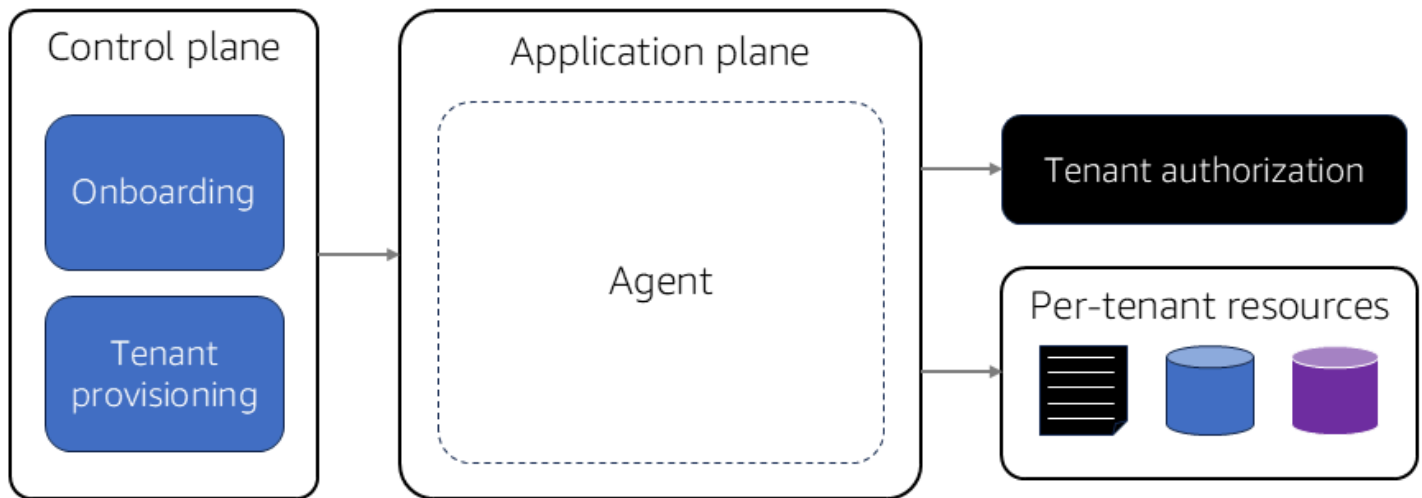 Control plane
Onboarding
Tenant
provisioning
Application plane
Agent
Tenant authorization
Per-tenant resources